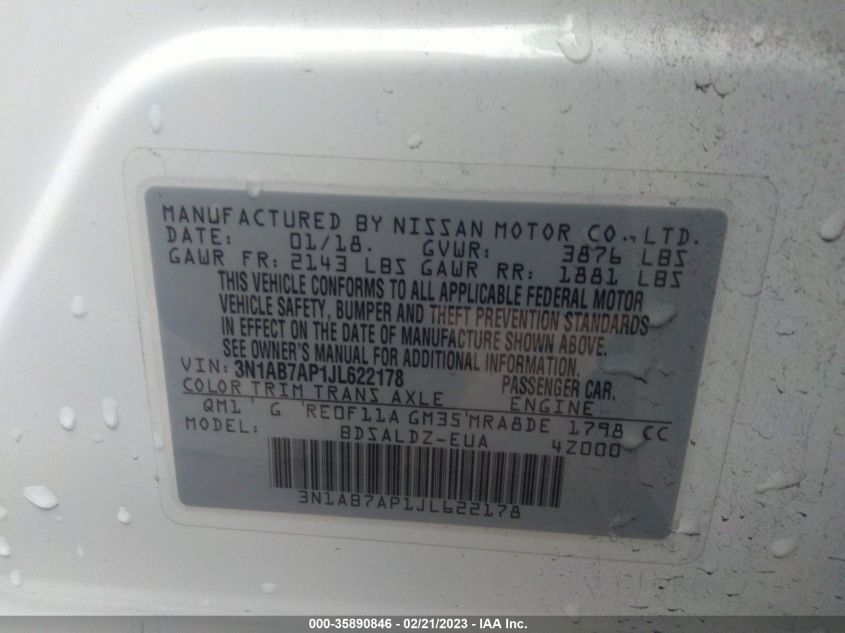 MANUFACTURED BY NISSAN MOTOR CO., LTD.
DATE: 01/18. GVWR: 3876 LBS
GAWR FR: 2143 LBS GAWR RR: 1881 LBS
THIS VEHICLE CONFORMS TO ALL APPLICABLE FEDERAL MOTOR
VEHICLE SAFETY, BUMPER AND THEFT PREVENTION STANDARDS
IN EFFECT ON THE DATE OF MANUFACTURE SHOWN ABOVE.
SEE OWNER'S MANUAL FOR ADDITIONAL INFORMATION.
VIN: 3N1AB7AP1JL622178 PASSENGER CAR.
COLOR TRIM TRANS AXLE ENGINE
QM1 ' G 'RE0F11A GM35'MRA8DE 1798 CC
MODEL: BDSALDZ-EUA 4Z000
3N1AB7AP1JL622178
000-35890846 - 02/21/2023 - IAA Inc.